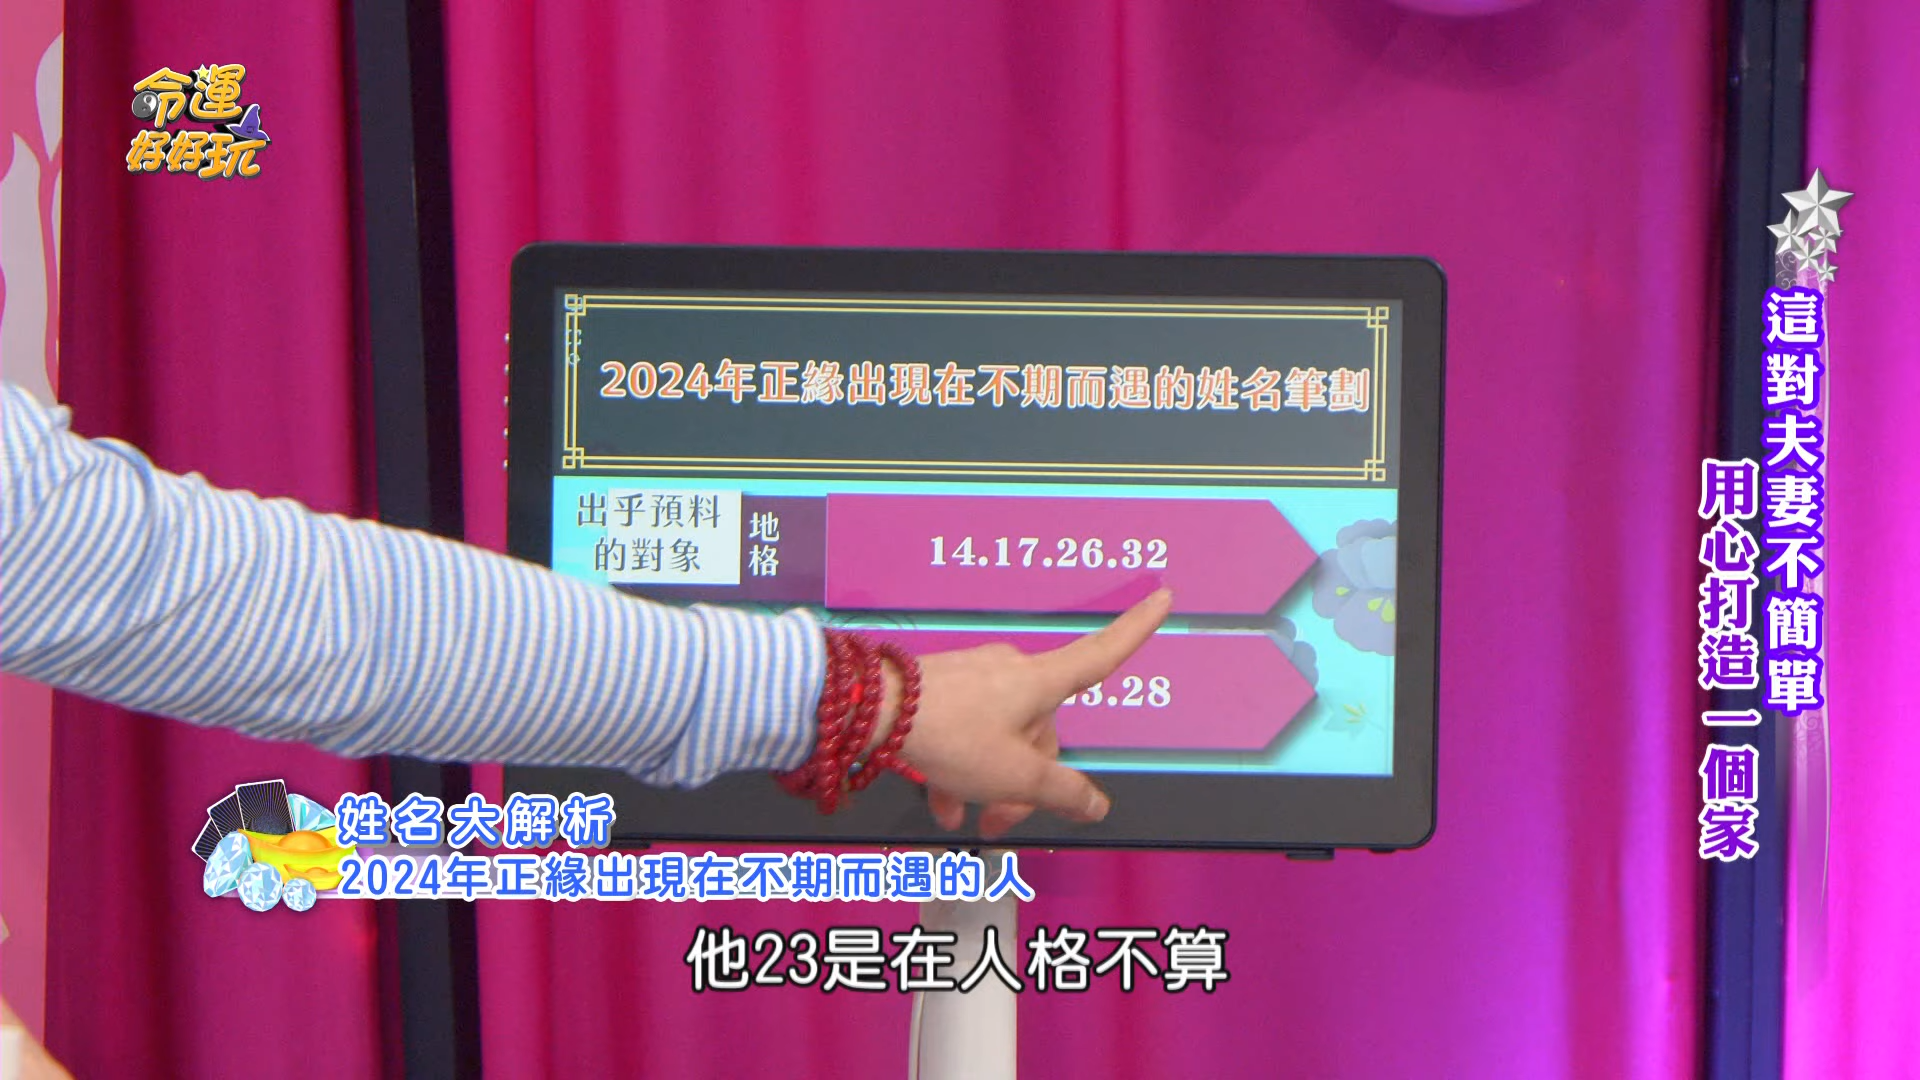 命運
好好玩
2024年正緣出現在不期而遇的姓名筆劃
出乎預料
的對象
地格
14.17.26.32
23.28
這對夫妻不簡單
用心打造一個家
姓名大解析
2024年正緣出現在不期而遇的人
他23是在人格不算